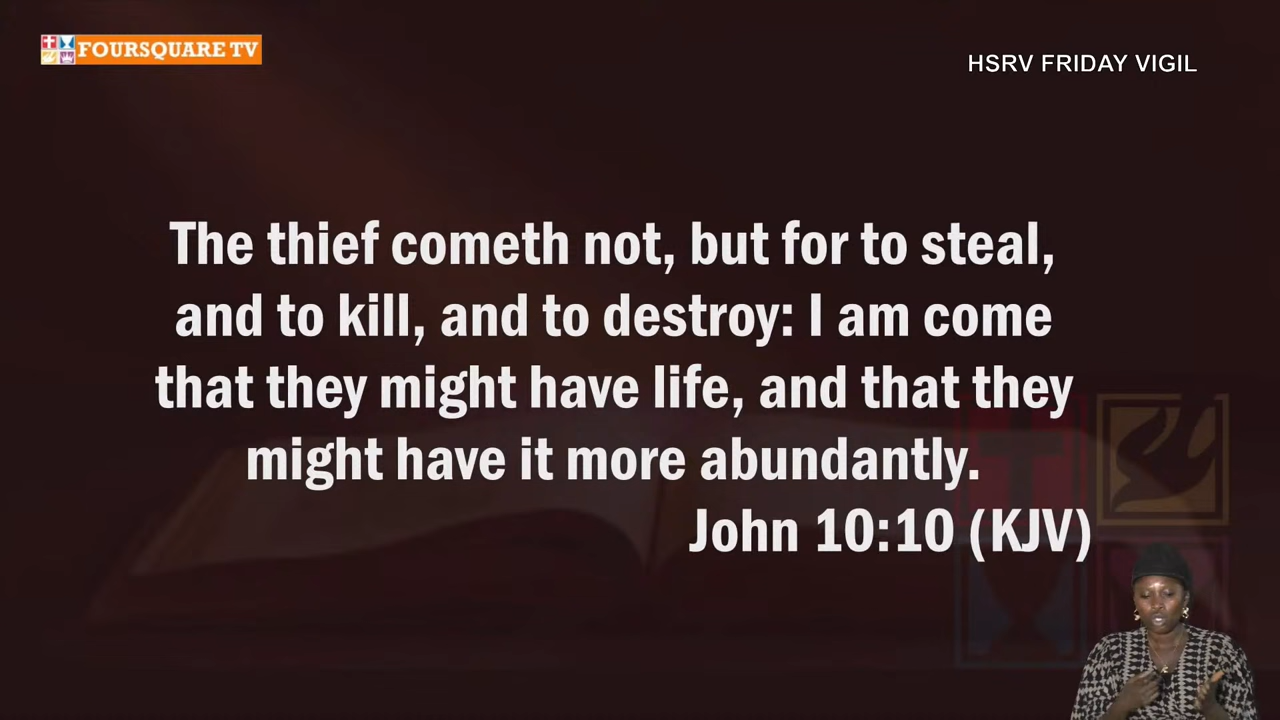 FOURSQUARE TV
HSRV FRIDAY VIGIL
The thief cometh not, but for to steal,
and to kill, and to destroy: I am come
that they might have life, and that they
might have it more abundantly.
John 10:10 (KJV)